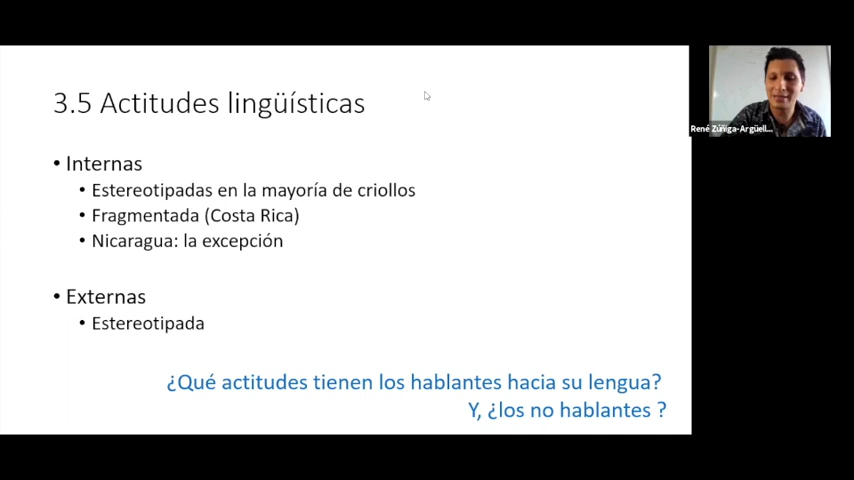 3.5 Actitudes lingüísticas
• Internas
• Estereotipadas en la mayoría de criollos
• Fragmentada (Costa Rica)
• Nicaragua: la excepción
• Externas
• Estereotipada
¿Qué actitudes tienen los hablantes hacia su lengua?
Y, ¿los no hablantes ?
René Zúñiga-Argüell...